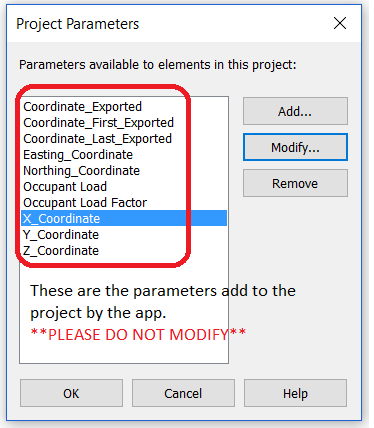 Project Parameters
Parameters available to elements in this project:
Coordinate_Exported
Coordinate_First_Exported
Coordinate_Last_Exported
Easting_Coordinate
Northing_Coordinate
Occupant Load
Occupant Load Factor
X_Coordinate
Y_Coordinate
Z_Coordinate
Add...
Modify...
Remove
These are the parameters add to the
project by the app.
**PLEASE DO NOT MODIFY**
OK
Cancel
Help